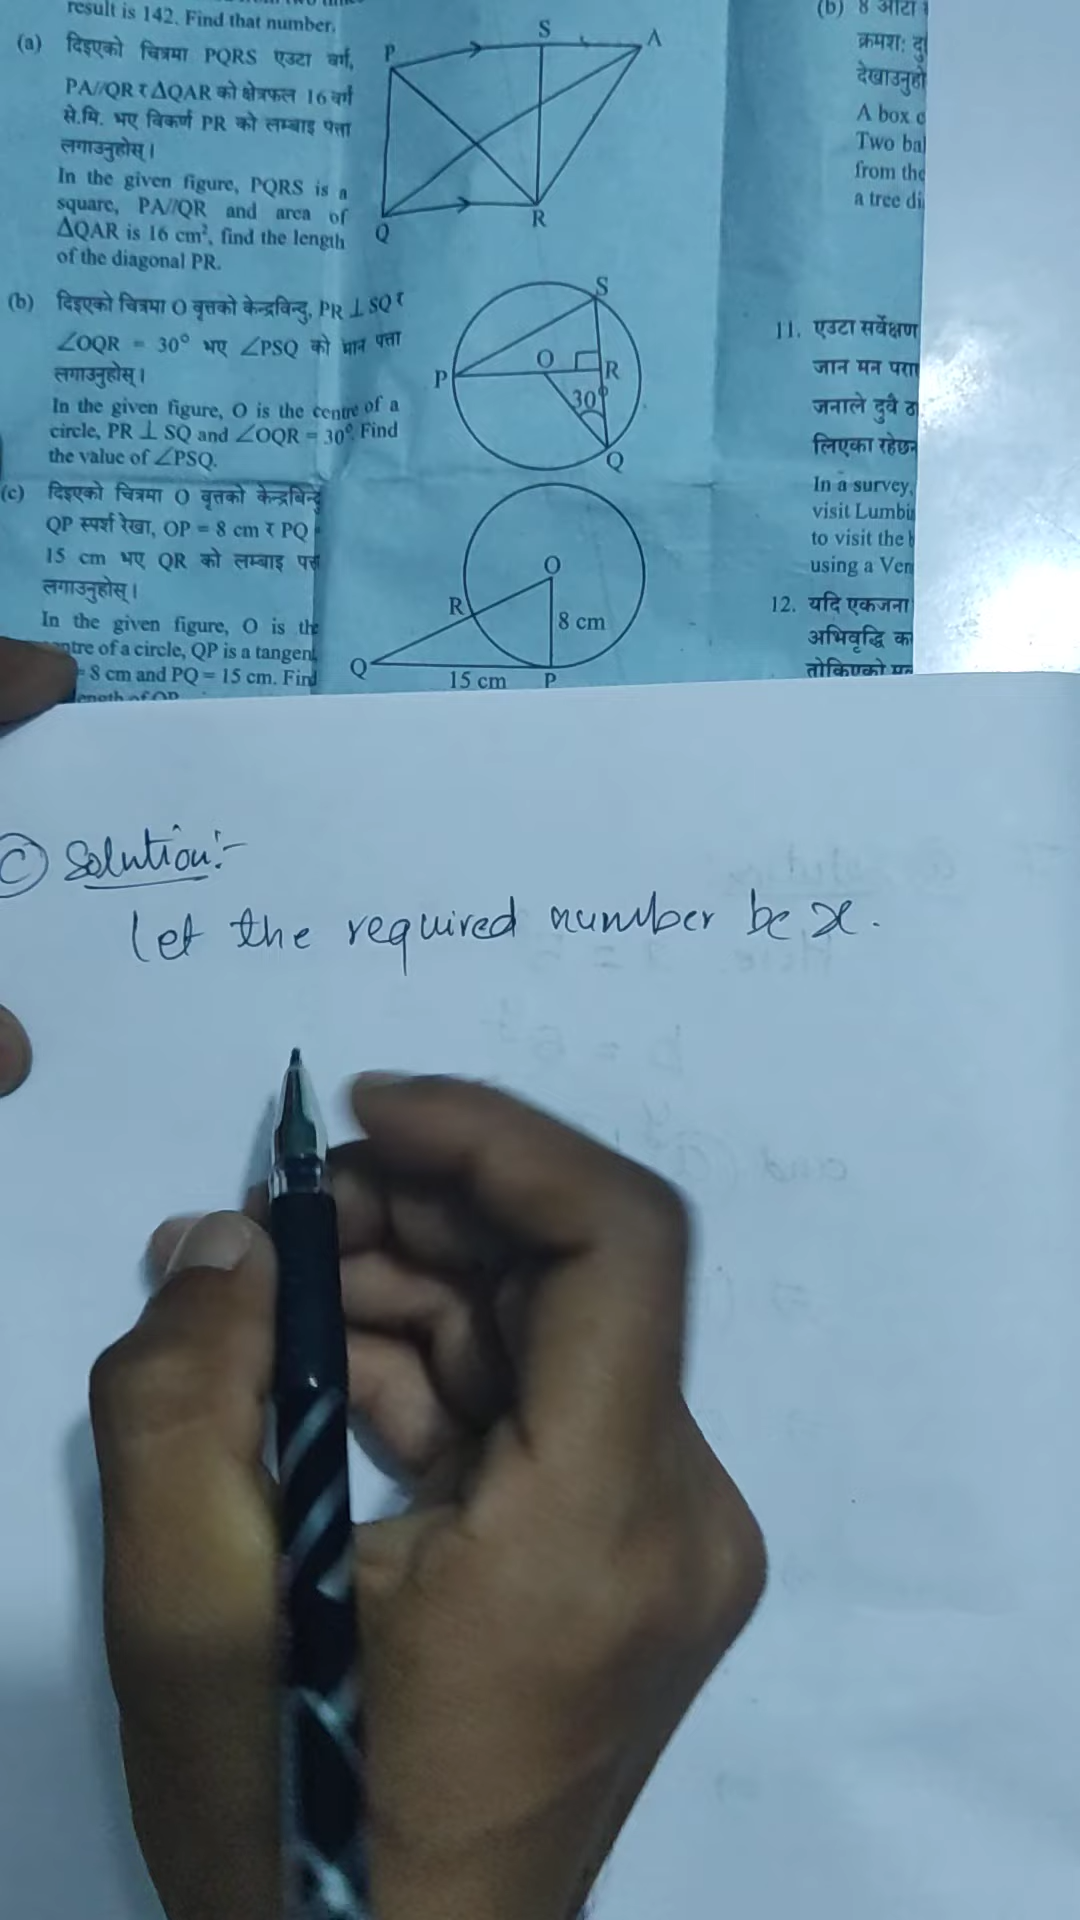 result is 142. Find that number.
(a) दिइएको चित्रमा PQRS एउटा वर्ग,
PA//QR र ΔQAR को क्षेत्रफल 16 वर्ग
से.मि. भए विकर्ण PR को लम्बाइ पत्ता
लगाउनुहोस् ।
In the given figure, PQRS is a
square, PA//QR and area of
ΔQAR is 16 cm², find the length
of the diagonal PR.
P S A
Q R
(b) दिइएको चित्रमा O वृत्तको केन्द्रविन्दु, PR ⊥ SQ र
∠OQR = 30° भए ∠PSQ को मान पत्ता
लगाउनुहोस् ।
In the given figure, O is the centre of a
circle, PR ⊥ SQ and ∠OQR = 30°. Find
the value of ∠PSQ.
S
P O R
30°
Q
(c) दिइएको चित्रमा O वृत्तको केन्द्रबिन्दु
QP स्पर्श रेखा, OP = 8 cm र PQ
15 cm भए QR को लम्बाइ
लगाउनुहोस् ।
In the given figure, O is the
of a circle, QP is a tangent,
8 cm and PQ = 15 cm. Find
O
R
8 cm
Q 15 cm P
(b) 8 ओटा
क्रमश:
देखाउनुहो
A box
Two bal
from the
a tree di
11. एउटा सर्वेक्षण
जान मन परा
जनाले दुवै ठ
लिएका रहेछन
In a survey,
visit Lumbi
to visit the
using a Ven
12. यदि एकजना
अभिवृद्धि क
तोकिएको
C Solution:-
Let the required number be x.